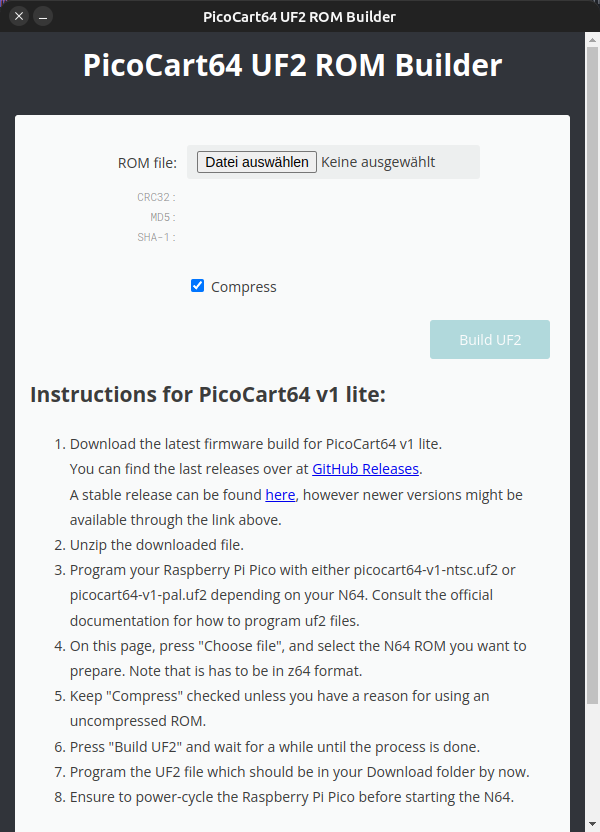 PicoCart64 UF2 ROM Builder
PicoCart64 UF2 ROM Builder
ROM file: Datei auswählen Keine ausgewählt
CRC32:
MD5:
SHA-1:
Compress
Build UF2
Instructions for PicoCart64 v1 lite:
1. Download the latest firmware build for PicoCart64 v1 lite.
You can find the last releases over at GitHub Releases.
A stable release can be found here, however newer versions might be
available through the link above.
2. Unzip the downloaded file.
3. Program your Raspberry Pi Pico with either picocart64-v1-ntsc.uf2 or
picocart64-v1-pal.uf2 depending on your N64. Consult the official
documentation for how to program uf2 files.
4. On this page, press "Choose file", and select the N64 ROM you want to
prepare. Note that is has to be in z64 format.
5. Keep "Compress" checked unless you have a reason for using an
uncompressed ROM.
6. Press "Build UF2" and wait for a while until the process is done.
7. Program the UF2 file which should be in your Download folder by now.
8. Ensure to power-cycle the Raspberry Pi Pico before starting the N64.